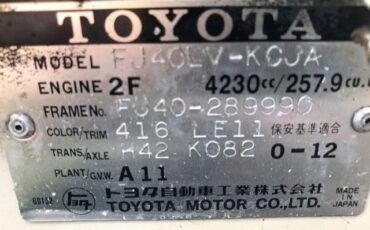 TOYOTA
MODEL FJ40LV-KCJA
ENGINE 2F 4230cc/257.9cu.in
FRAME No. FJ40-289990
COLOR/TRIM 416 LE11 保安基準適合
TRANS/AXLE H42 K082 O-12
PLANT/G.V.W. A11
60152 トヨタ自動車工業株式会社 MADE IN JAPAN
TOYOTA MOTOR CO.,LTD.